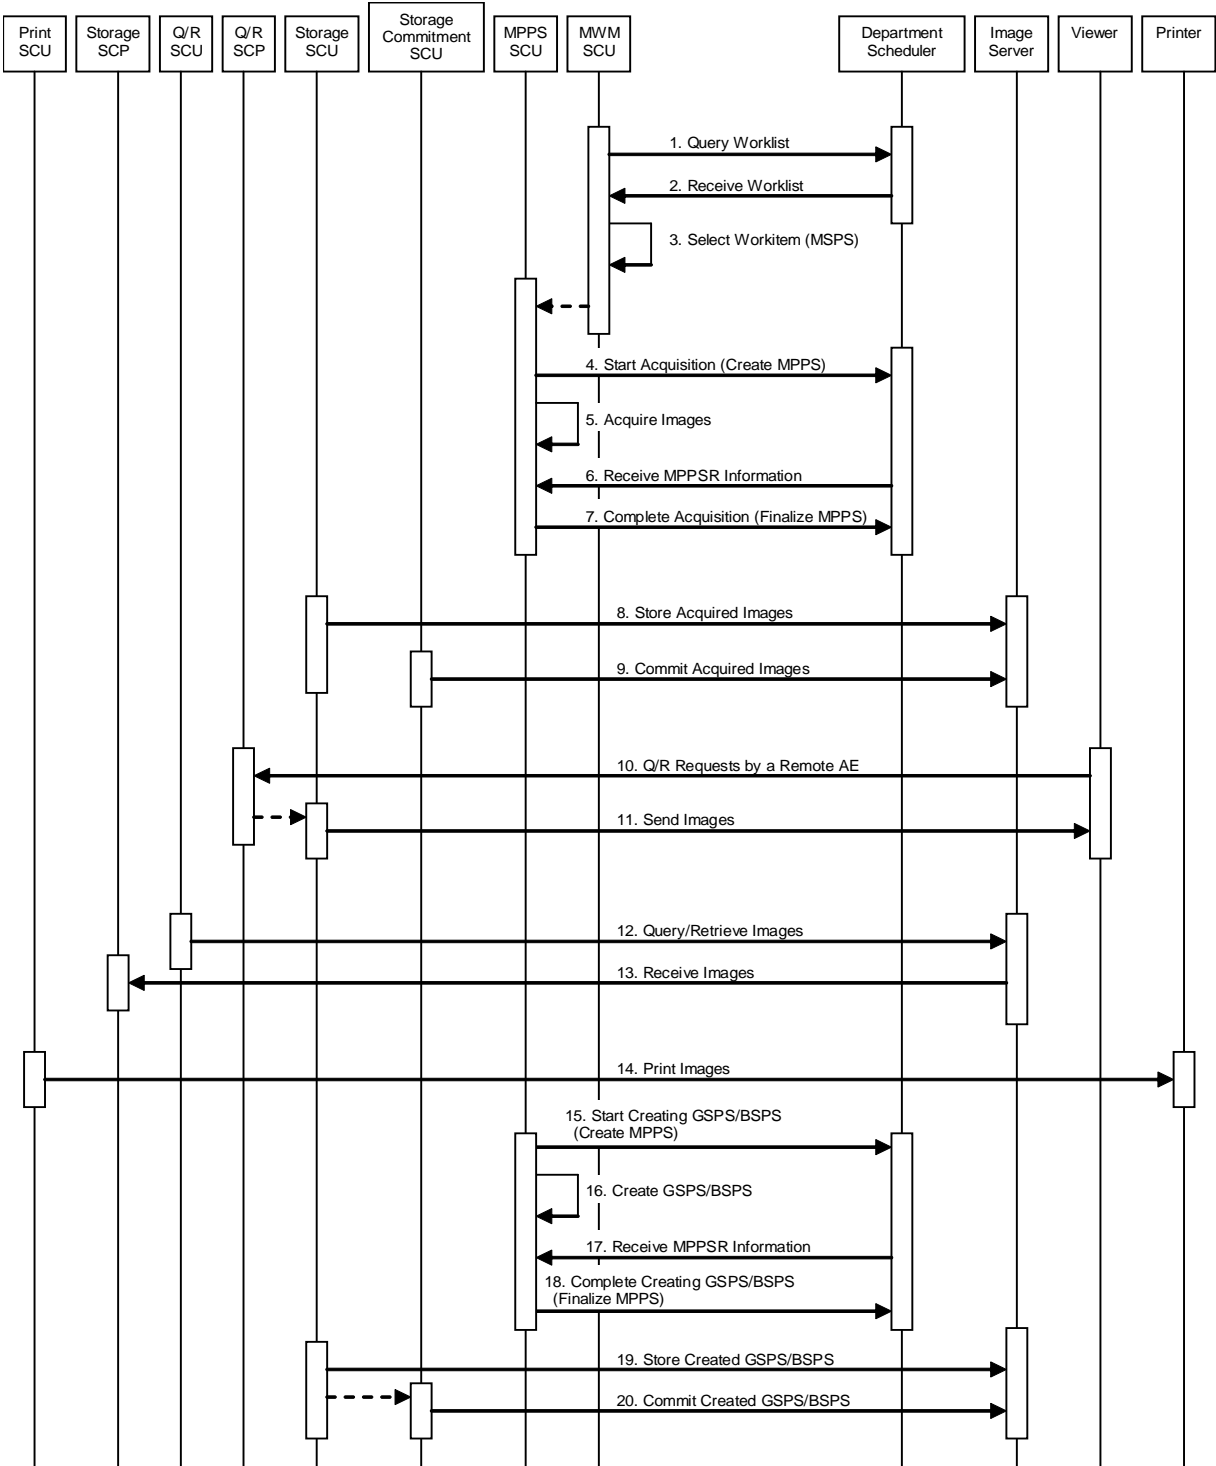 Print
SCU
Storage
SCP
Q/R
SCU
Q/R
SCP
Storage
SCU
Storage
Commitment
SCU
MPPS
SCU
MWM
SCU
Department
Scheduler
Image
Server
Viewer
Printer
1. Query Worklist
2. Receive Worklist
3. Select Workitem (MSPS)
4. Start Acquisition (Create MPPS)
5. Acquire Images
6. Receive MPPSR Information
7. Complete Acquisition (Finalize MPPS)
8. Store Acquired Images
9. Commit Acquired Images
10. Q/R Requests by a Remote AE
11. Send Images
12. Query/Retrieve Images
13. Receive Images
14. Print Images
15. Start Creating GSPS/BSPS
(Create MPPS)
16. Create GSPS/BSPS
17. Receive MPPSR Information
18. Complete Creating GSPS/BSPS
(Finalize MPPS)
19. Store Created GSPS/BSPS
20. Commit Created GSPS/BSPS